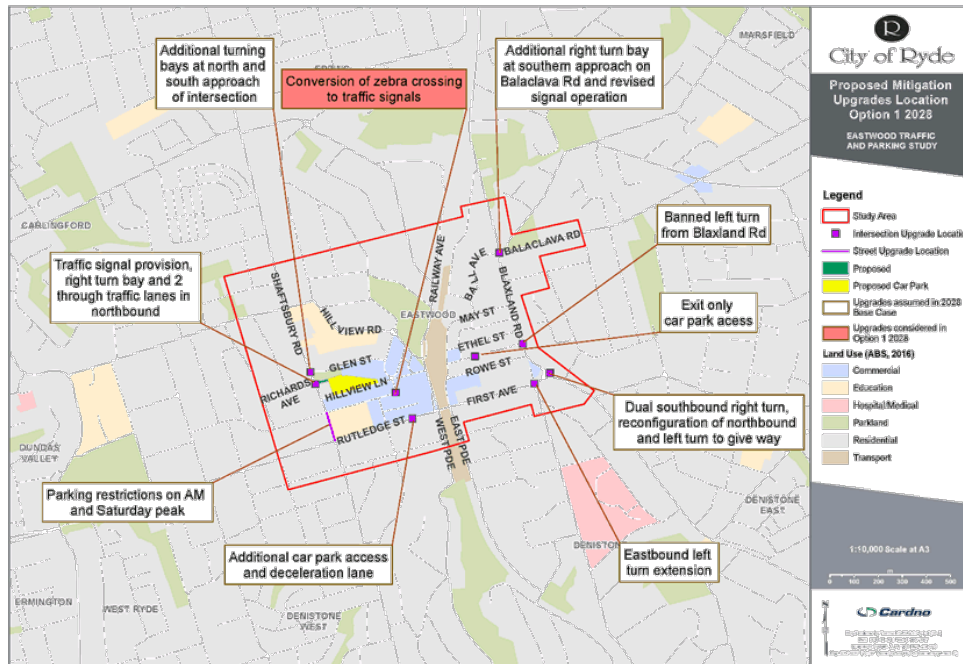 MARSFIELD
Additional turning
bays at north and
south approach
of intersection
Conversion of zebra crossing
to traffic signals
Additional right turn bay
at southern approach on
Balaclava Rd and revised
signal operation
CARLINGFORD
Banned left turn
from Blaxland Rd
BALACLAVA RD
RAILWAY AVE
BALL AVE
BLAXLAND RD
Traffic signal provision,
right turn bay and 2
through traffic lanes in
northbound
SHAFTSBURY RD
HILLVIEW RD
EASTWOOD
MAY ST
ETHEL ST
Exit only
car park acess
GLEN ST
ROWE ST
RICHARDS
AVE
HILLVIEW LN
FIRST AVE
RUTLEDGE ST
WEST PDE
EAST PDE
Dual southbound right turn,
reconfiguration of northbound
and left turn to give way
DUNDAS
VALLEY
Parking restrictions on AM
and Saturday peak
DENISTONE
EAST
DENISTONE
Additional car park access
and deceleration lane
Eastbound left
turn extension
ERMINGTON
WEST RYDE
DENISTONE
WEST
R
City of Ryde
Proposed Mitigation
Upgrades Location
Option 1 2028
EASTWOOD TRAFFIC
AND PARKING STUDY
Legend
Study Area
Intersection Upgrade Locatio
Street Upgrade Location
Proposed
Proposed Car Park
Upgrades assumed in 2028
Base Case
Upgrades considered in
Option 1 2028
Land Use (ABS, 2016)
Commercial
Education
Hospital/Medical
Parkland
Residential
Transport
1:10,000 Scale at A3
m
0 100 200 300 400 500
Cardno